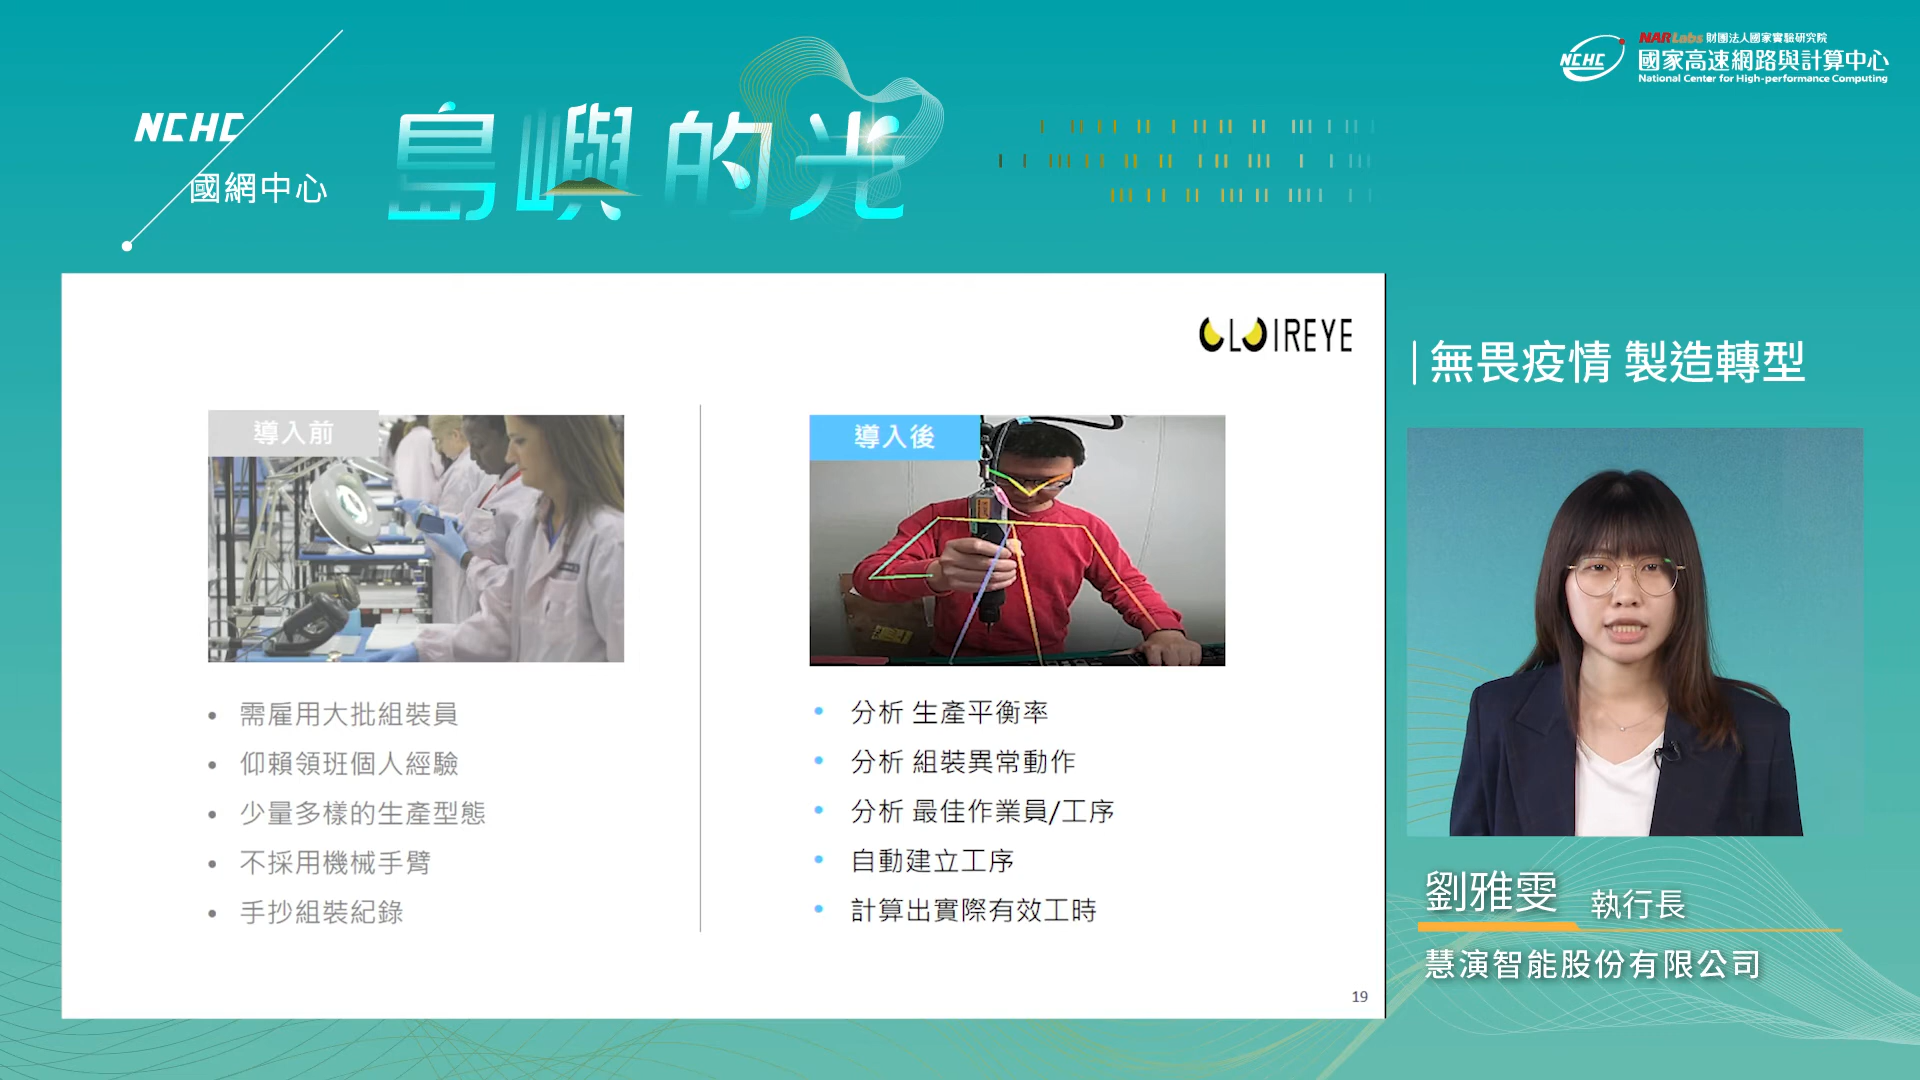 NCHC
國網中心
島嶼的光
NCHC
NARLabs 財團法人國家實驗研究院
國家高速網路與計算中心
National Center for High-performance Computing
CLOIREYE
導入前
需雇用大批組裝員
仰賴領班個人經驗
少量多樣的生產型態
不採用機械手臂
手抄組裝紀錄
導入後
分析 生產平衡率
分析 組裝異常動作
分析 最佳作業員/工序
自動建立工序
計算出實際有效工時
19
無畏疫情 製造轉型
劉雅雯 執行長
慧演智能股份有限公司